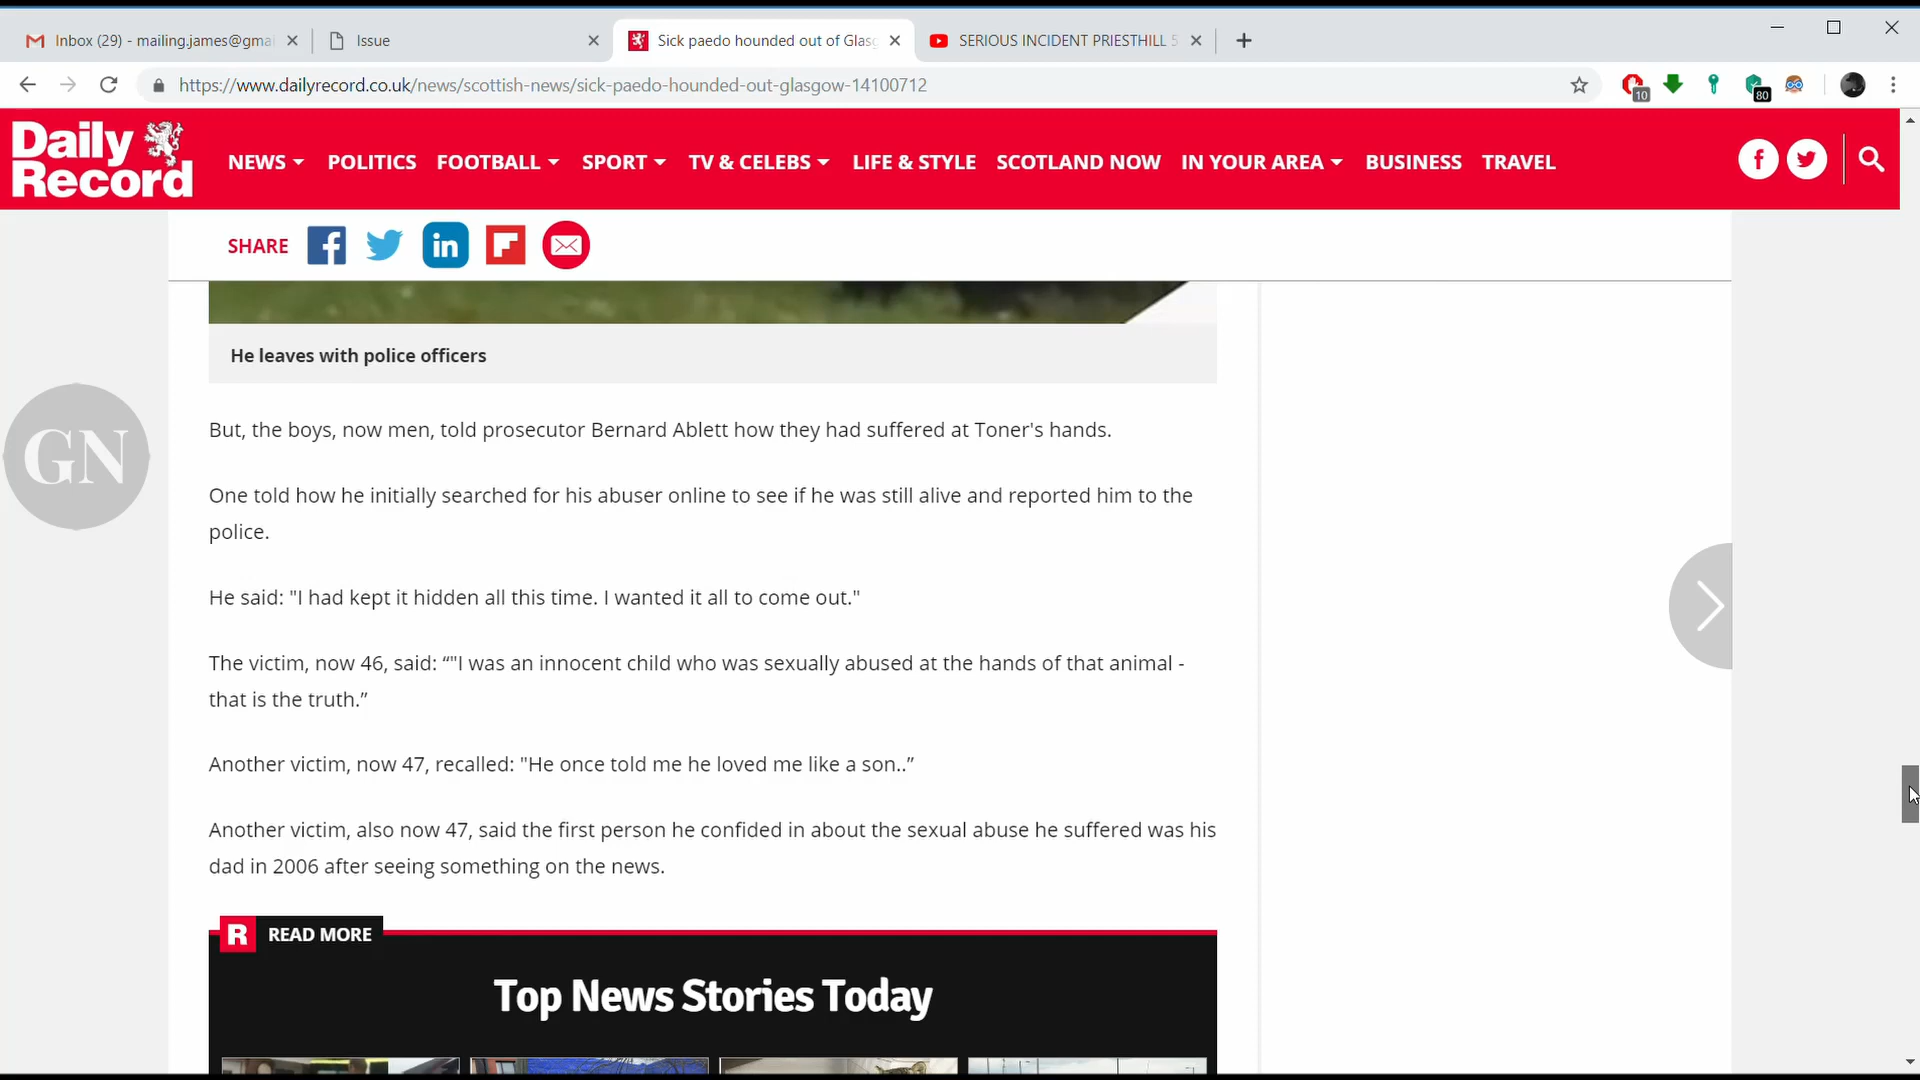 Inbox (29) - mailing.james@gma
Issue
Sick paedo hounded out of Glasg
SERIOUS INCIDENT PRIESTHILL 5
https://www.dailyrecord.co.uk/news/scottish-news/sick-paedo-hounded-out-glasgow-14100712
10
80
Daily
Record
NEWS
POLITICS
FOOTBALL
SPORT
TV & CELEBS
LIFE & STYLE
SCOTLAND NOW
IN YOUR AREA
BUSINESS
TRAVEL
SHARE
He leaves with police officers
GN
But, the boys, now men, told prosecutor Bernard Ablett how they had suffered at Toner's hands.
One told how he initially searched for his abuser online to see if he was still alive and reported him to the
police.
He said: "I had kept it hidden all this time. I wanted it all to come out."
The victim, now 46, said: “"I was an innocent child who was sexually abused at the hands of that animal -
that is the truth.”
Another victim, now 47, recalled: "He once told me he loved me like a son..”
Another victim, also now 47, said the first person he confided in about the sexual abuse he suffered was his
dad in 2006 after seeing something on the news.
R READ MORE
Top News Stories Today